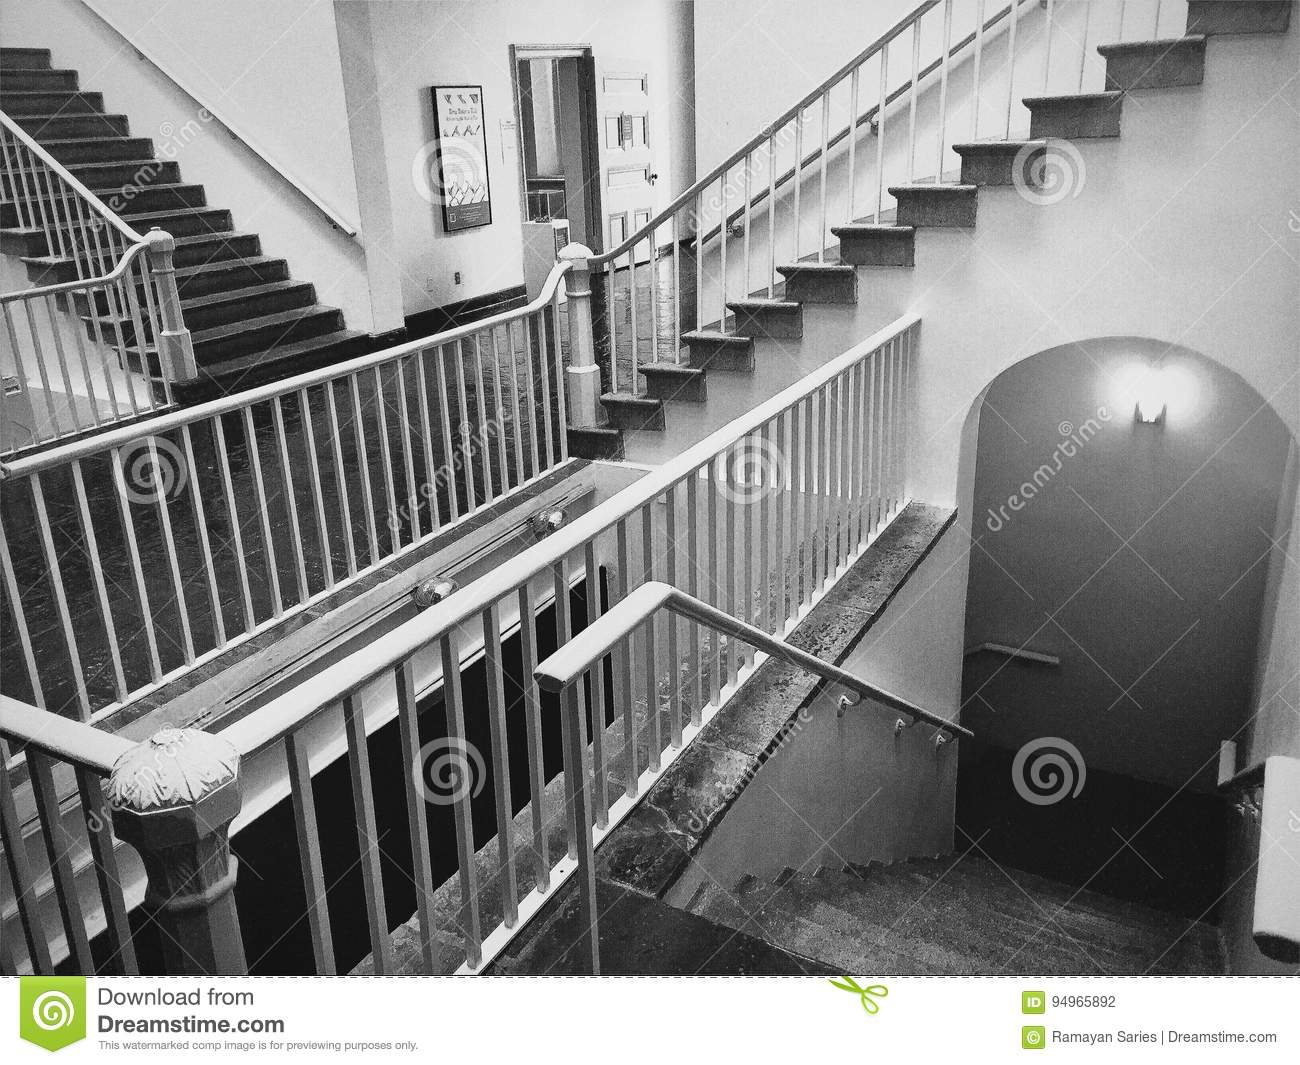 dreamstime
Download from
Dreamstime.com
This watermarked comp image is for previewing purposes only.
ID 94965892
© Ramayan Saries | Dreamstime.com